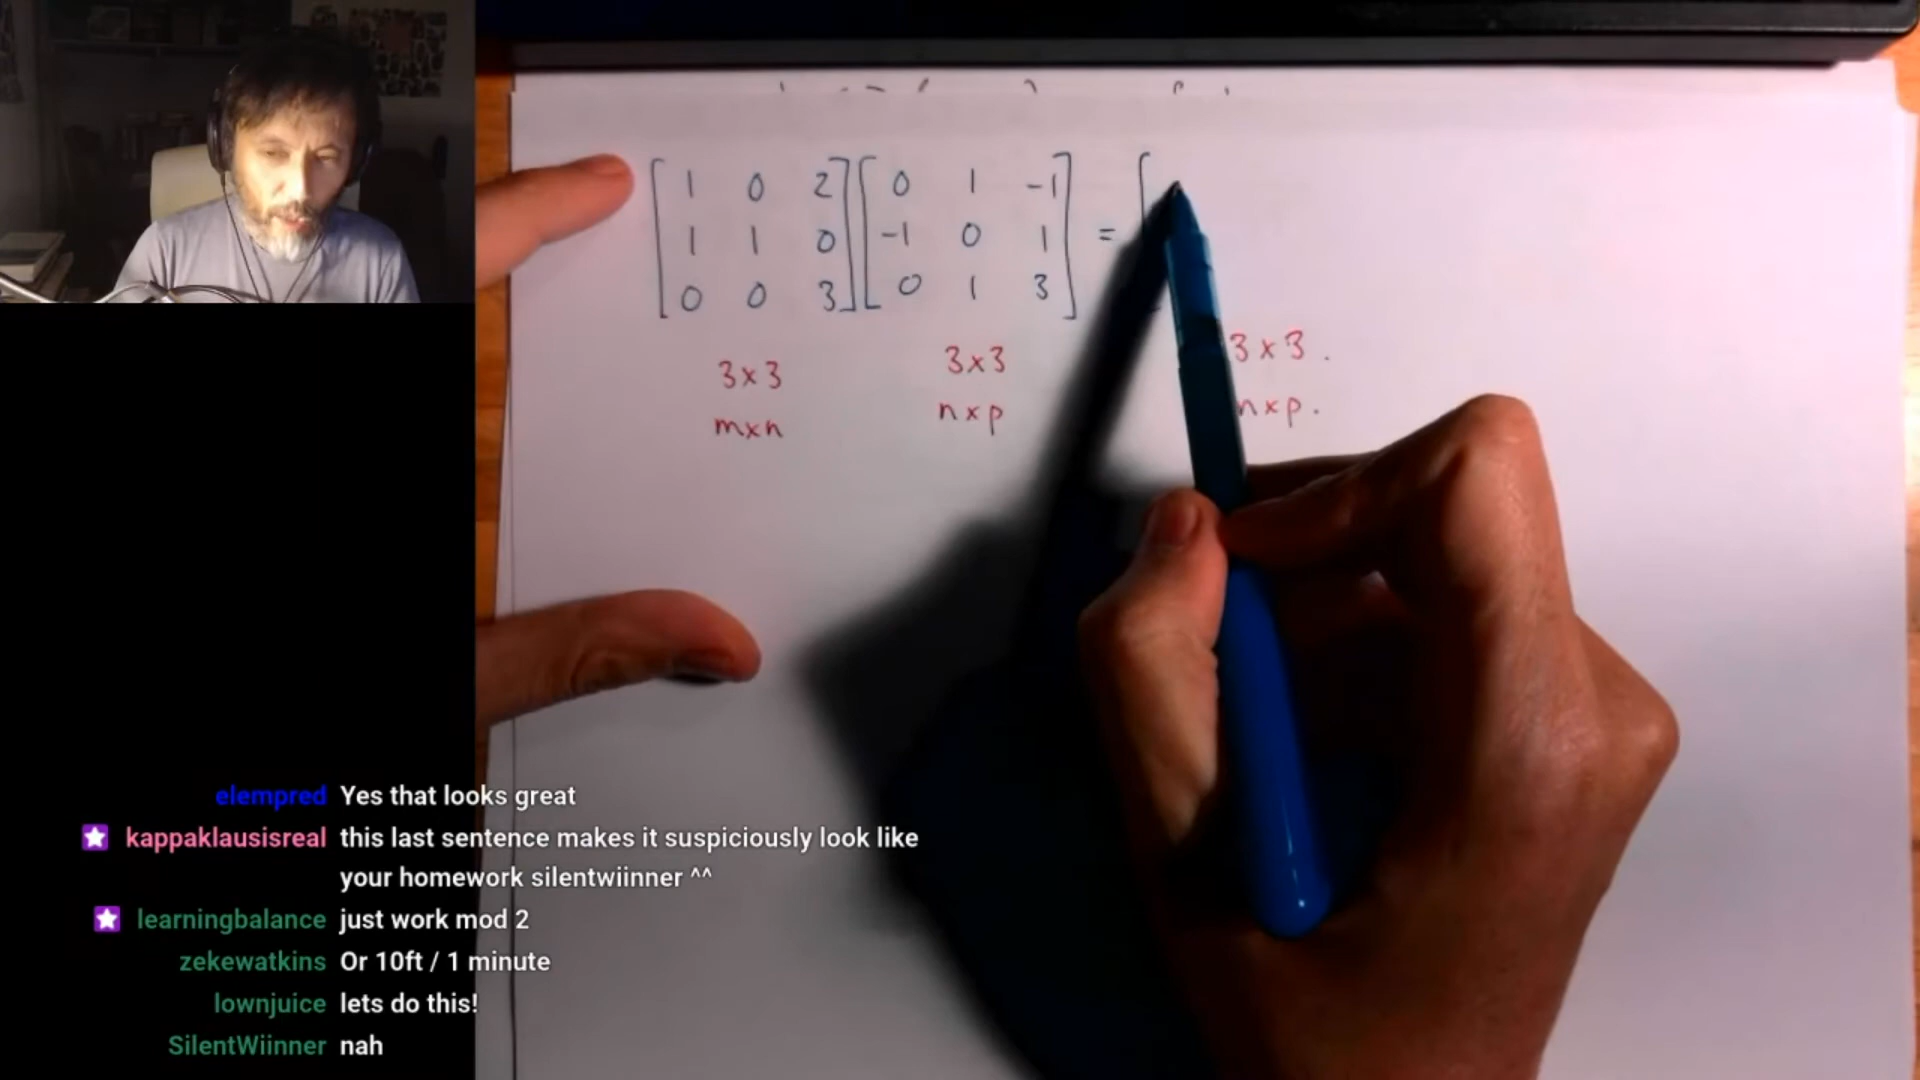 [ 1 0 2 ] [ 0 1 -1 ] = [
[ 1 1 0 ] [ -1 0 1 ]
[ 0 0 3 ] [ 0 1 3 ]
3x3 3x3 3x3 .
mxn nxp nxp .
elempred Yes that looks great
kappaklausisreal this last sentence makes it suspiciously look like
your homework silentwiinner ^^
learningbalance just work mod 2
zekewatkins Or 10ft / 1 minute
lownjuice lets do this!
SilentWiinner nah